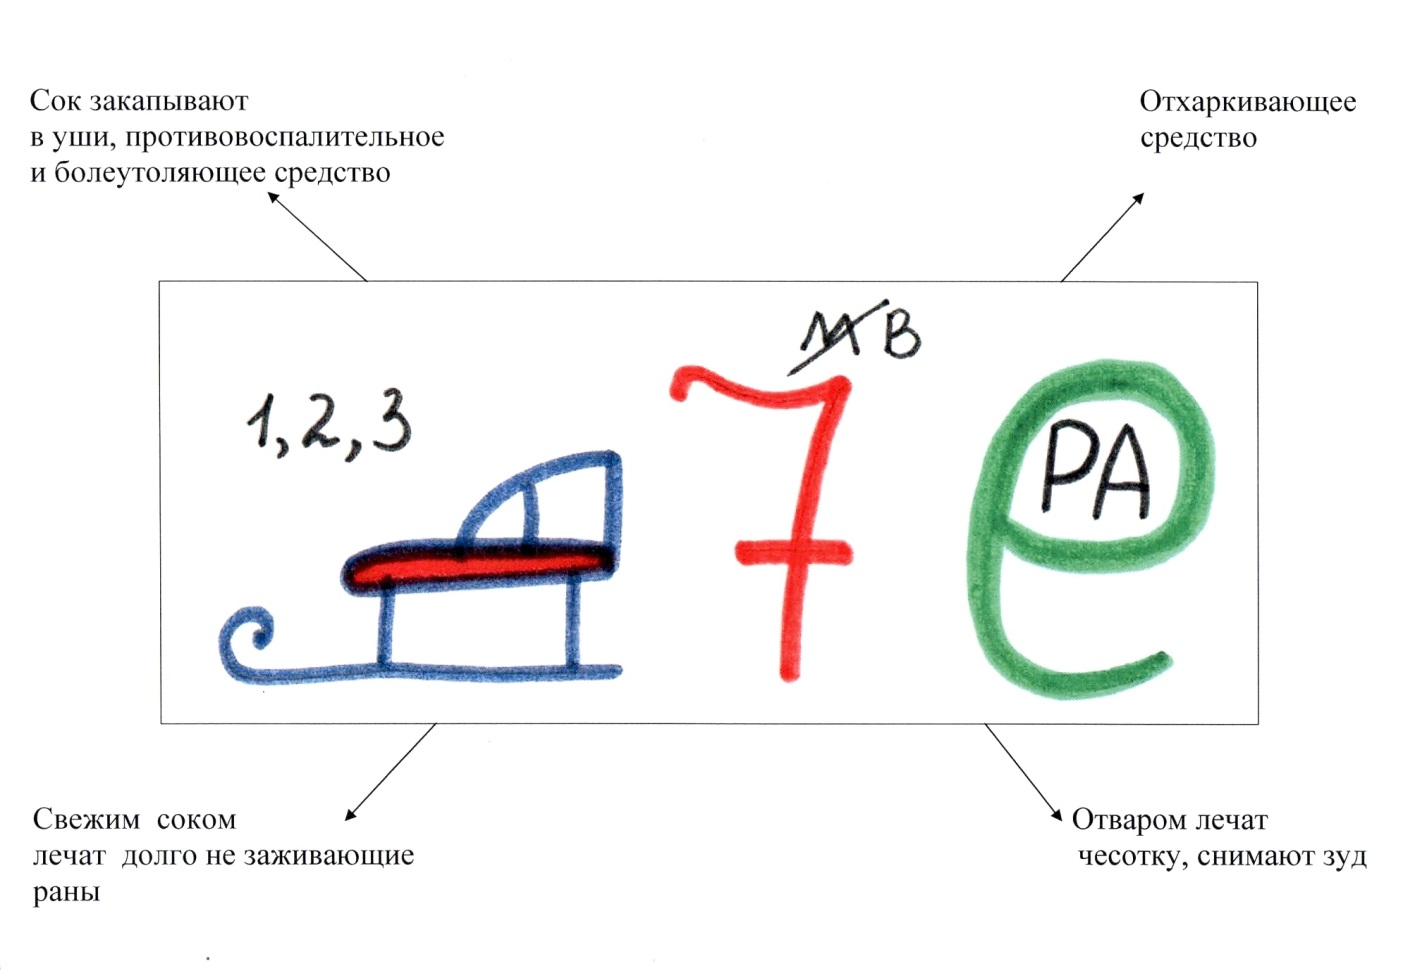 Сок закапывают
в уши, противовоспалительное
и болеутоляющее средство
Отхаркивающее
средство
1,2,3
7
М В
е
РА
Свежим соком
лечат долго не заживающие
раны
Отваром лечат
чесотку, снимают зуд